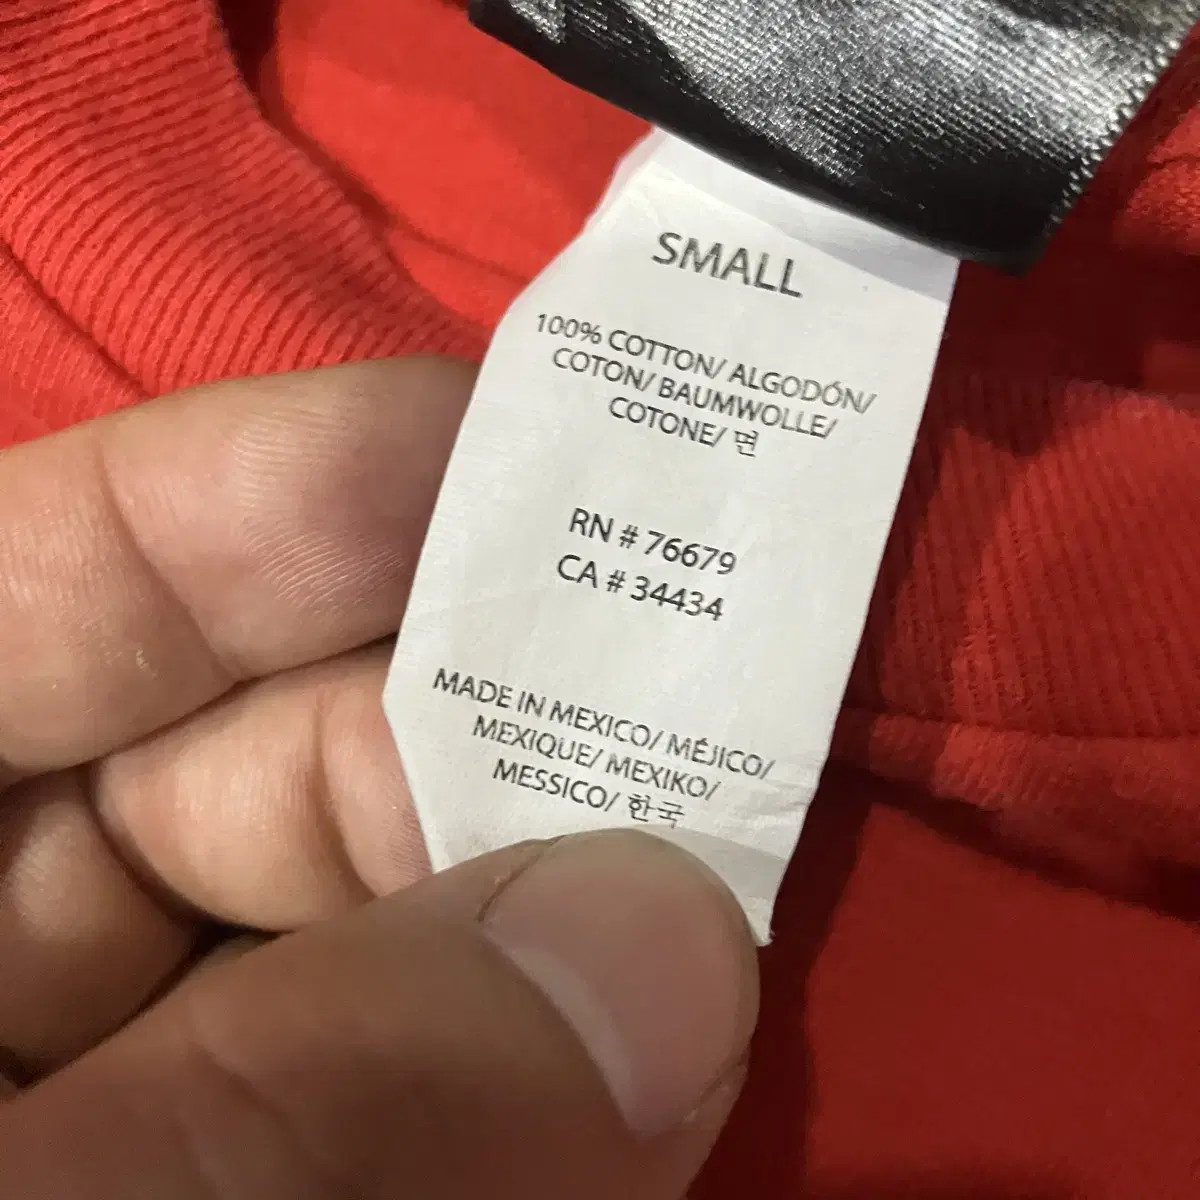 SMALL
100% COTTON/ ALGODÓN/
COTON/ BAUMWOLLE/
COTONE/ 면
RN # 76679
CA # 34434
MADE IN MEXICO/ MÉJICO/
MEXIQUE/ MEXIKO/
MESSICO/ 한국